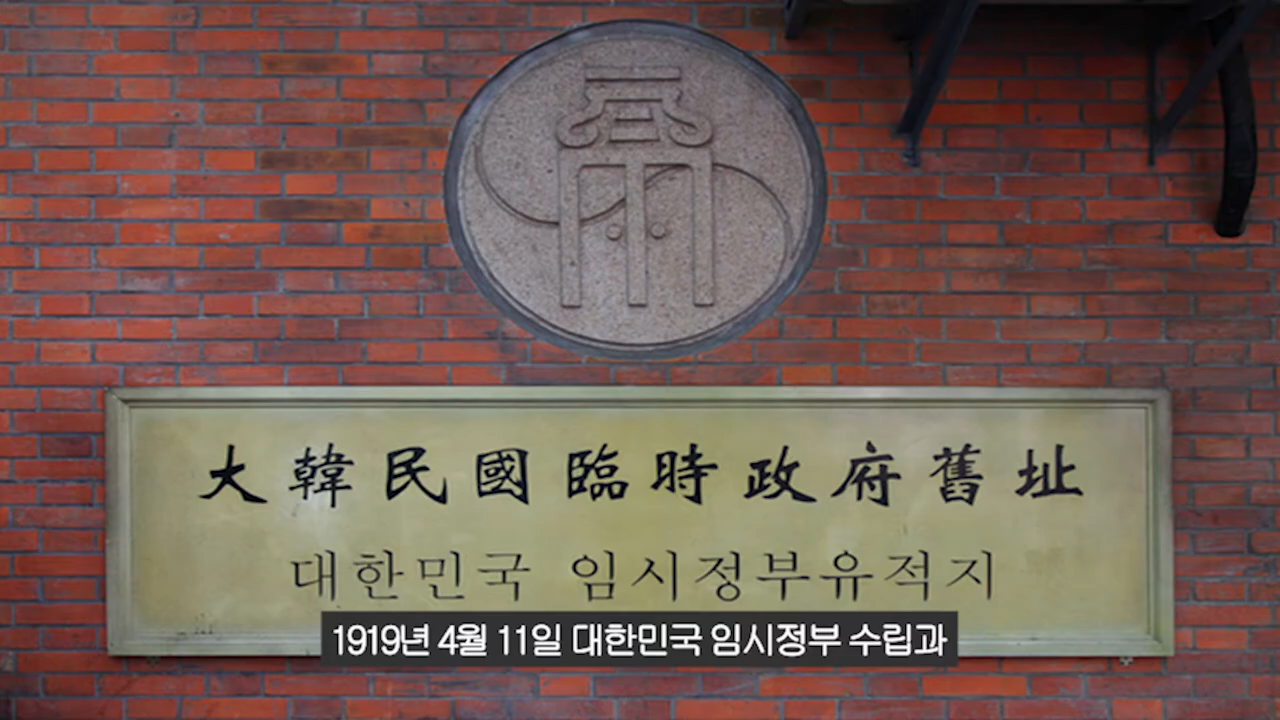 大韓民國臨時政府舊址
대한민국 임시정부유적지
1919년 4월 11일 대한민국 임시정부 수립과